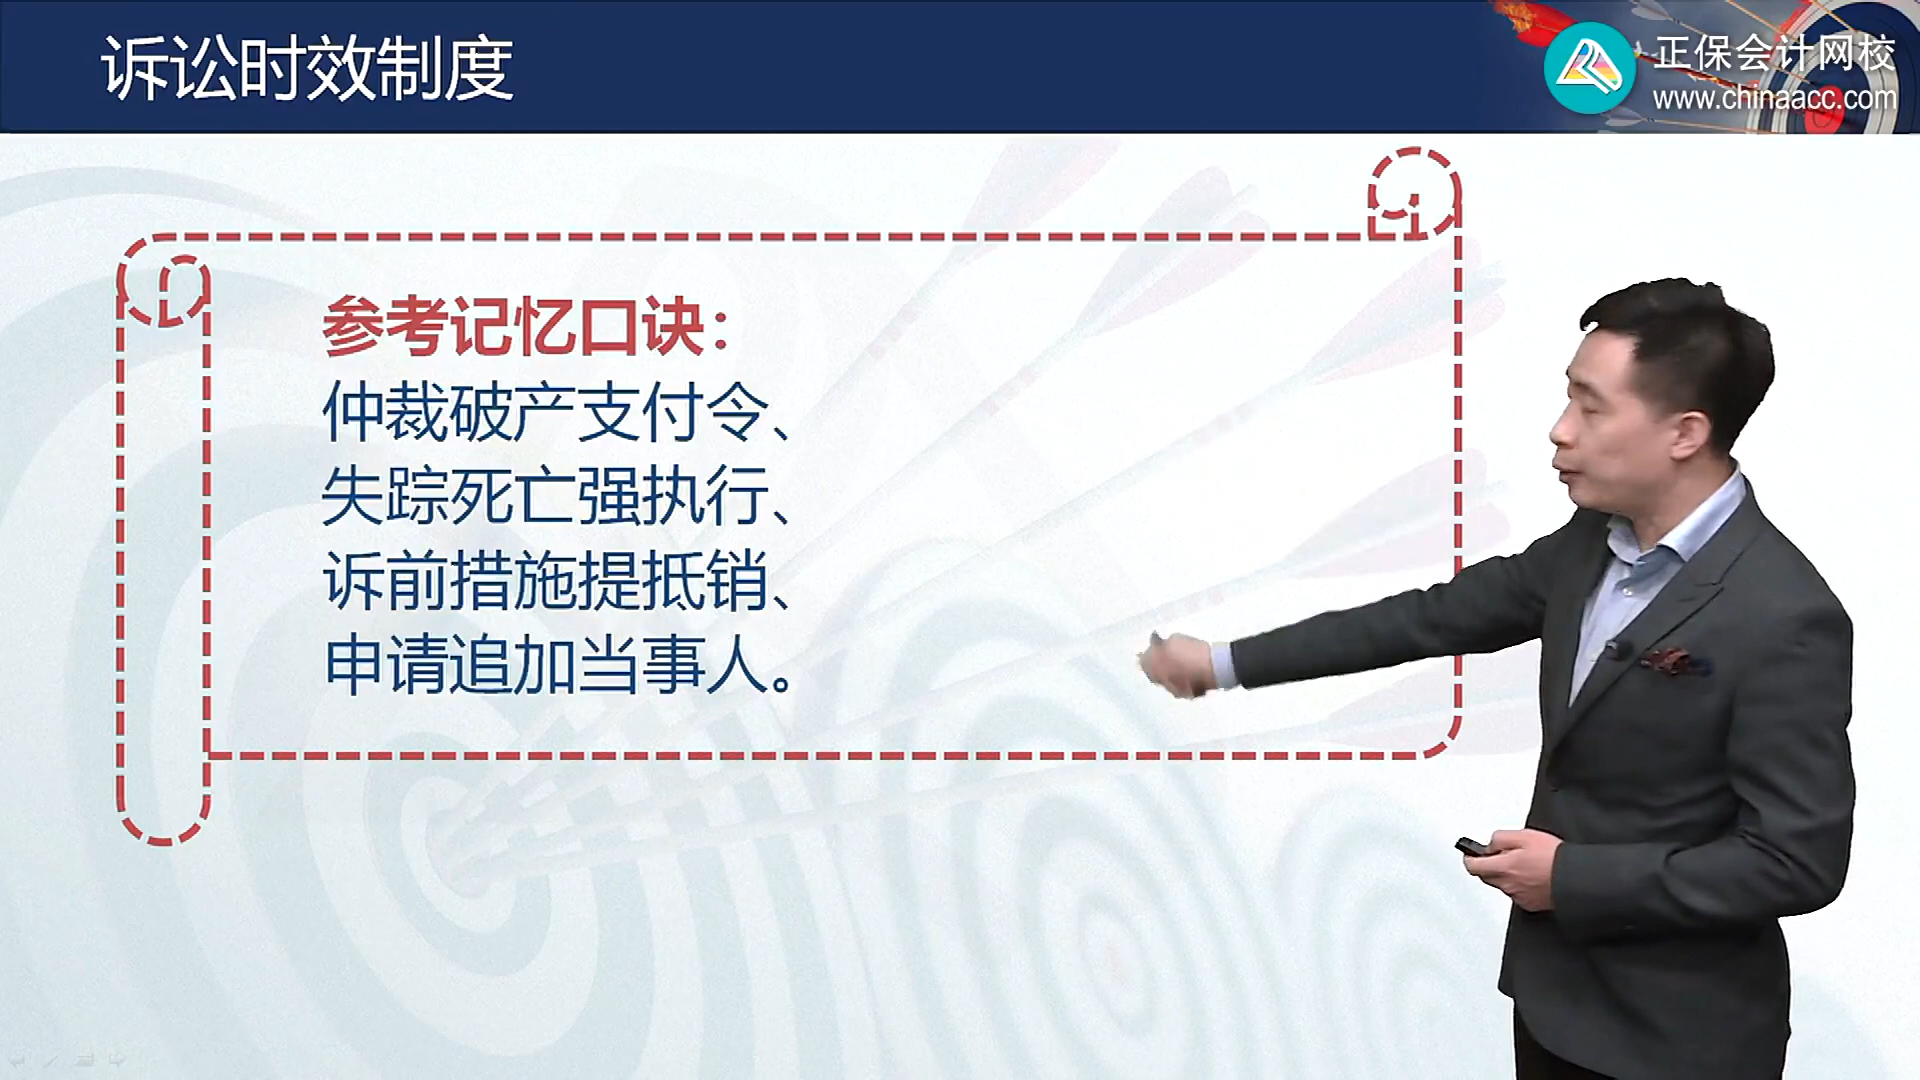 诉讼时效制度
正保会计网校
www.chinaacc.com
参考记忆口诀：
仲裁破产支付令、
失踪死亡强执行、
诉前措施提抵销、
申请追加当事人。